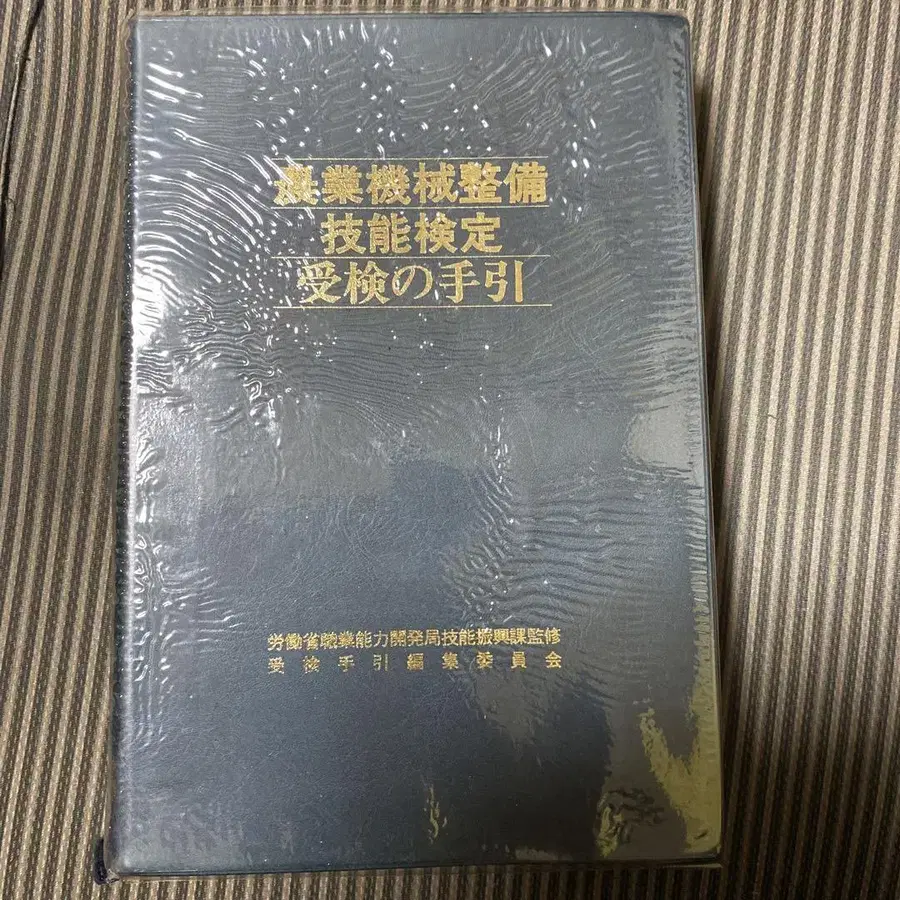 農業機械整備
技能検定
受検の手引
労働省職業能力開発局技能振興課監修
受検手引編集委員会